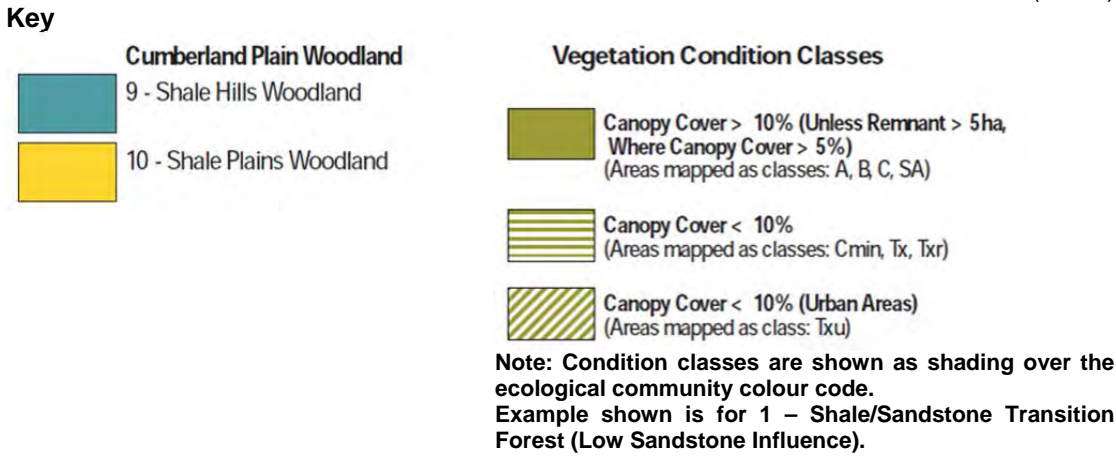 Key
Cumberland Plain Woodland
9 - Shale Hills Woodland
10 - Shale Plains Woodland
Vegetation Condition Classes
Canopy Cover > 10% (Unless Remnant > 5ha,
Where Canopy Cover > 5%)
(Areas mapped as classes: A, B, C, SA)
Canopy Cover < 10%
(Areas mapped as classes: Cmin, Tx, Txr)
Canopy Cover < 10% (Urban Areas)
(Areas mapped as class: Txu)
Note: Condition classes are shown as shading over the
ecological community colour code.
Example shown is for 1 – Shale/Sandstone Transition
Forest (Low Sandstone Influence).